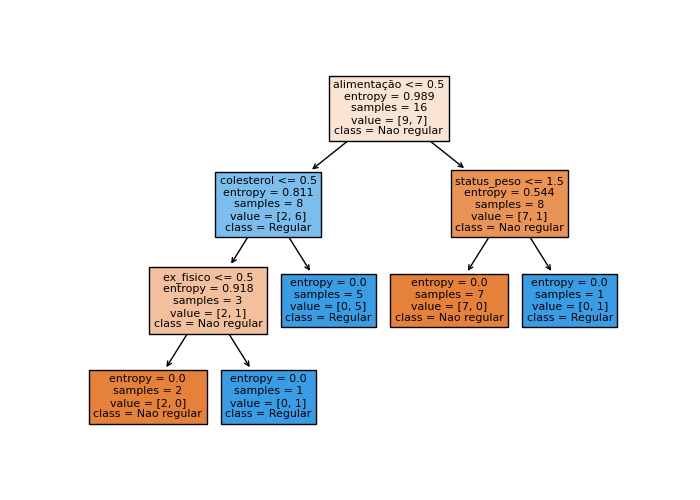 alimentação <= 0.5
entropy = 0.989
samples = 16
value = [9, 7]
class = Nao regular
colesterol <= 0.5
entropy = 0.811
samples = 8
value = [2, 6]
class = Regular
status_peso <= 1.5
entropy = 0.544
samples = 8
value = [7, 1]
class = Nao regular
ex_fisico <= 0.5
entropy = 0.918
samples = 3
value = [2, 1]
class = Nao regular
entropy = 0.0
samples = 5
value = [0, 5]
class = Regular
entropy = 0.0
samples = 7
value = [7, 0]
class = Nao regular
entropy = 0.0
samples = 1
value = [0, 1]
class = Regular
entropy = 0.0
samples = 2
value = [2, 0]
class = Nao regular
entropy = 0.0
samples = 1
value = [0, 1]
class = Regular